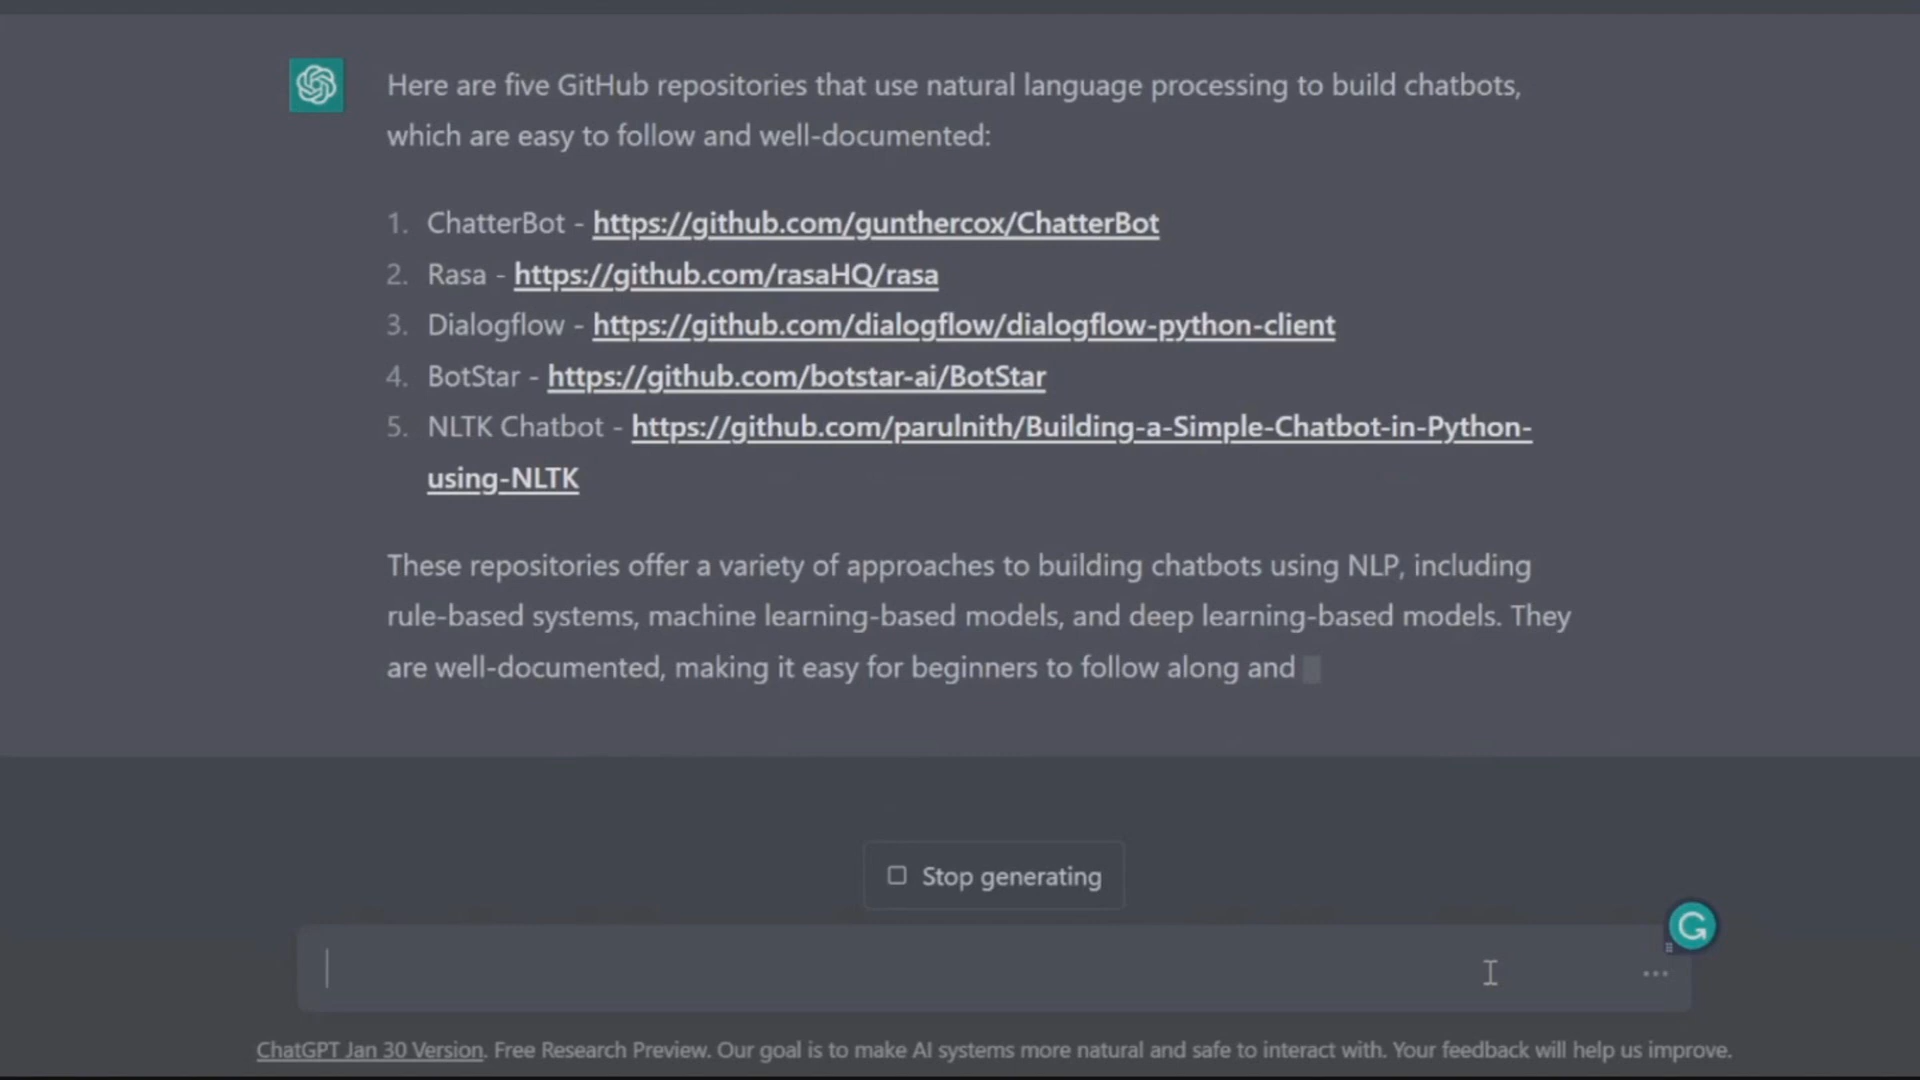 Here are five GitHub repositories that use natural language processing to build chatbots,
which are easy to follow and well-documented:
1. ChatterBot - https://github.com/gunthercox/ChatterBot
2. Rasa - https://github.com/rasaHQ/rasa
3. Dialogflow - https://github.com/dialogflow/dialogflow-python-client
4. BotStar - https://github.com/botstar-ai/BotStar
5. NLTK Chatbot - https://github.com/parulnith/Building-a-Simple-Chatbot-in-Python-
using-NLTK
These repositories offer a variety of approaches to building chatbots using NLP, including
rule-based systems, machine learning-based models, and deep learning-based models. They
are well-documented, making it easy for beginners to follow along and
Stop generating
ChatGPT Jan 30 Version. Free Research Preview. Our goal is to make AI systems more natural and safe to interact with. Your feedback will help us improve.